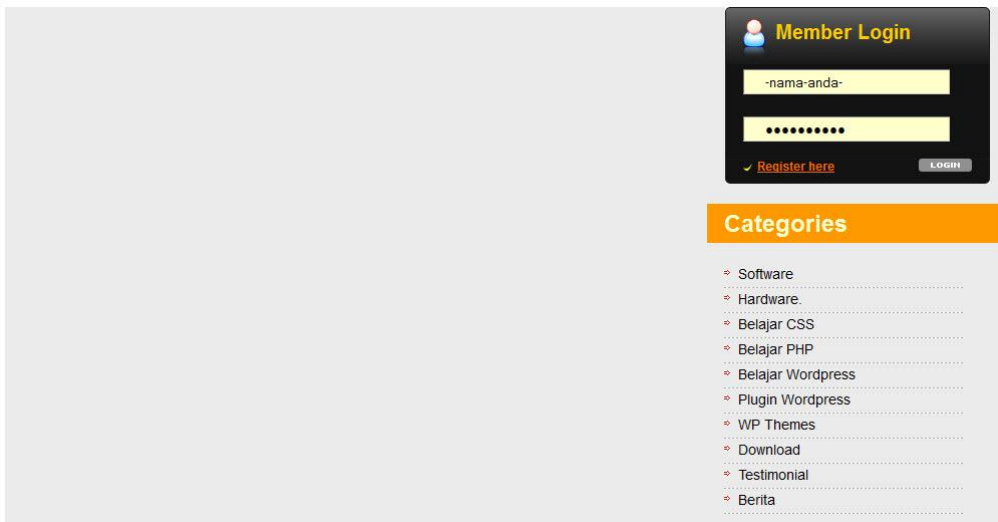 Member Login
-nama-anda-
••••••••••
Register here
LOGIN
Categories
Software
Hardware.
Belajar CSS
Belajar PHP
Belajar Wordpress
Plugin Wordpress
WP Themes
Download
Testimonial
Berita